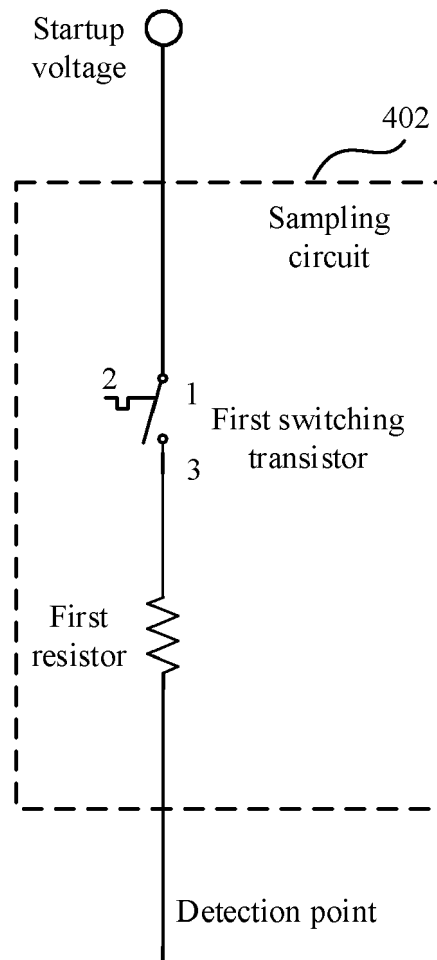 Startup
voltage
402
Sampling
circuit
2
1
First switching
transistor
3
First
resistor
Detection point